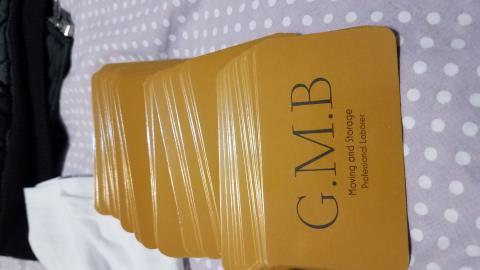 G.M.B
Moving and Storage
Professional Laborer